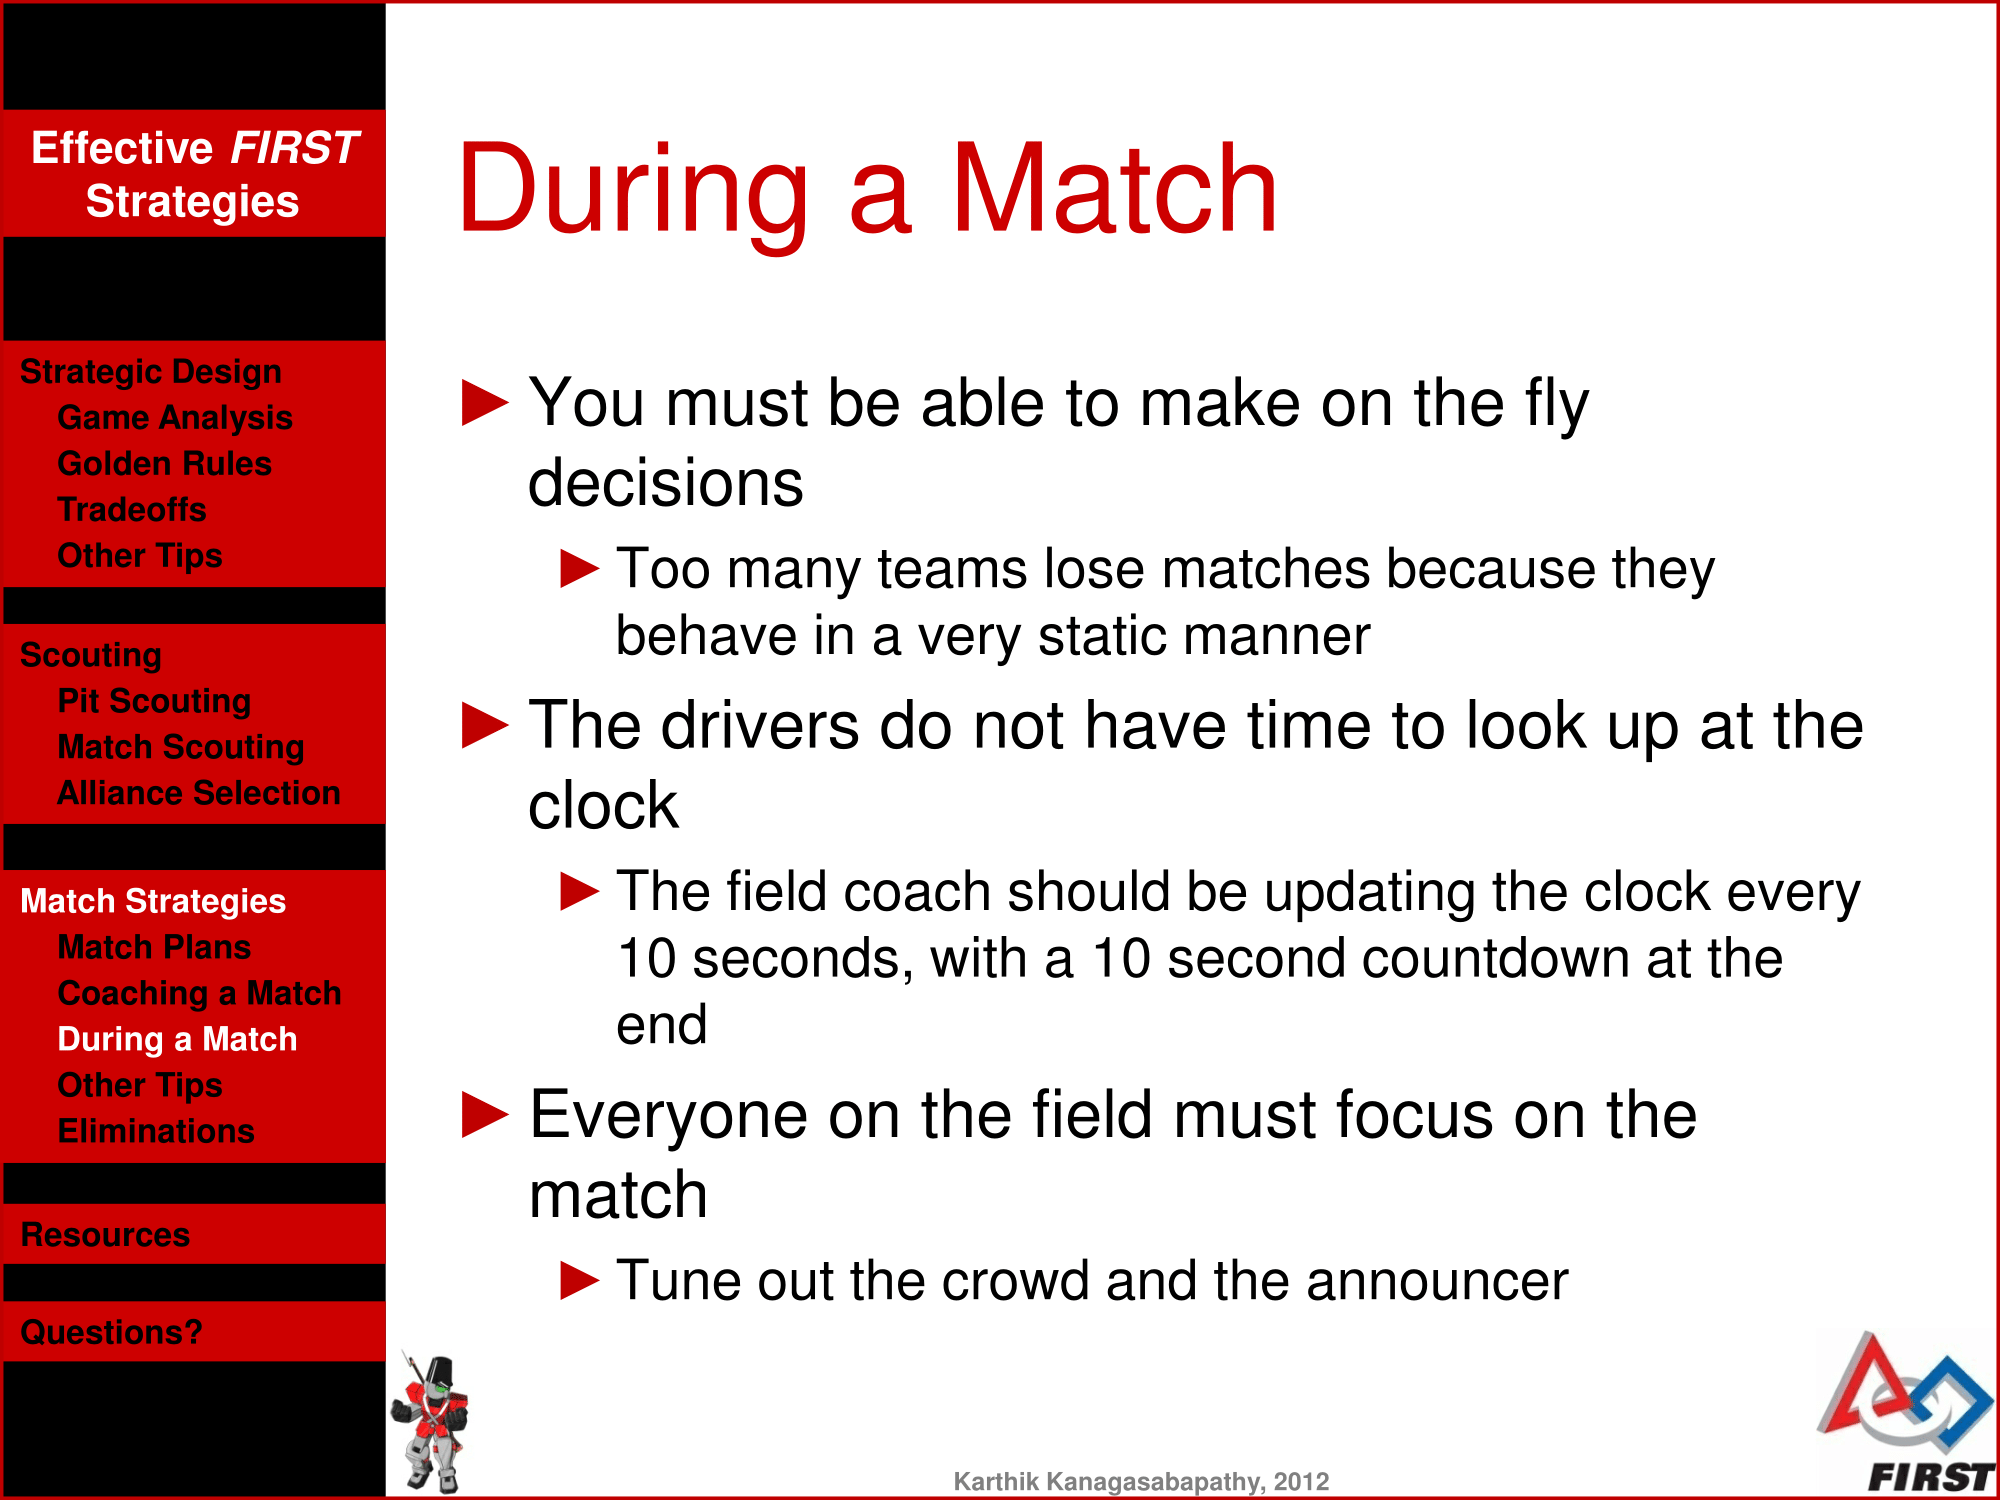 Effective FIRST
Strategies
Strategic Design
Game Analysis
Golden Rules
Tradeoffs
Other Tips
Scouting
Pit Scouting
Match Scouting
Alliance Selection
Match Strategies
Match Plans
Coaching a Match
During a Match
Other Tips
Eliminations
Resources
Questions?
During a Match
► You must be able to make on the fly
decisions
► Too many teams lose matches because they
behave in a very static manner
► The drivers do not have time to look up at the
clock
► The field coach should be updating the clock every
10 seconds, with a 10 second countdown at the
end
► Everyone on the field must focus on the
match
► Tune out the crowd and the announcer
Karthik Kanagasabapathy, 2012
FIRST